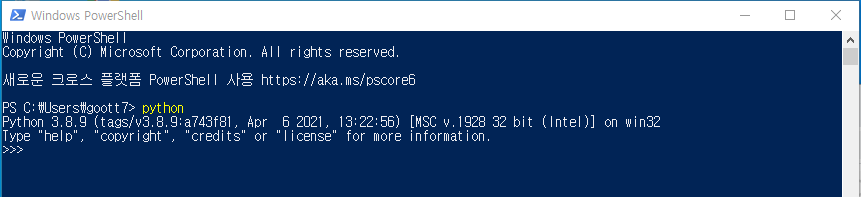 Windows PowerShell
Windows PowerShell
Copyright (C) Microsoft Corporation. All rights reserved.
새로운 크로스 플랫폼 PowerShell 사용 https://aka.ms/pscore6
PS C:₩Users₩goott7> python
Python 3.8.9 (tags/v3.8.9:a743f81, Apr  6 2021, 13:22:56) [MSC v.1928 32 bit (Intel)] on win32
Type "help", "copyright", "credits" or "license" for more information.
>>>